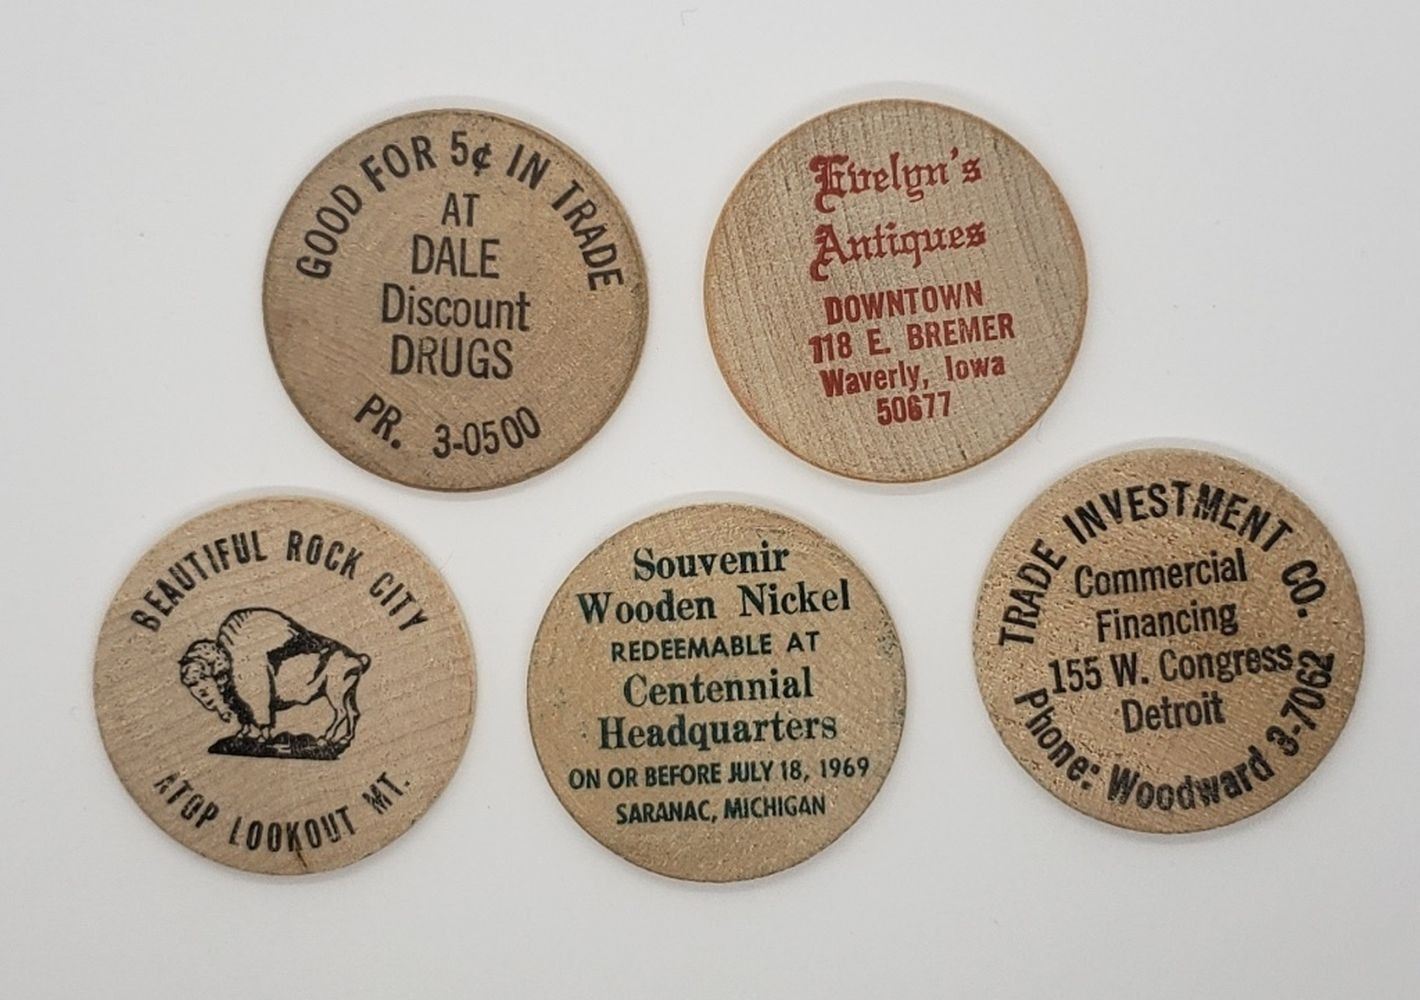 GOOD FOR 5¢ IN TRADE
AT
DALE
Discount
DRUGS
PR. 3-0500
Evelyn's
Antiques
DOWNTOWN
118 E. BREMER
Waverly, Iowa
50677
BEAUTIFUL ROCK CITY
ATOP LOOKOUT MT.
Souvenir
Wooden Nickel
REDEEMABLE AT
Centennial
Headquarters
ON OR BEFORE JULY 18, 1969
SARANAC, MICHIGAN
TRADE INVESTMENT CO.
Commercial
Financing
155 W. Congress
Detroit
Phone: Woodward 3-7062